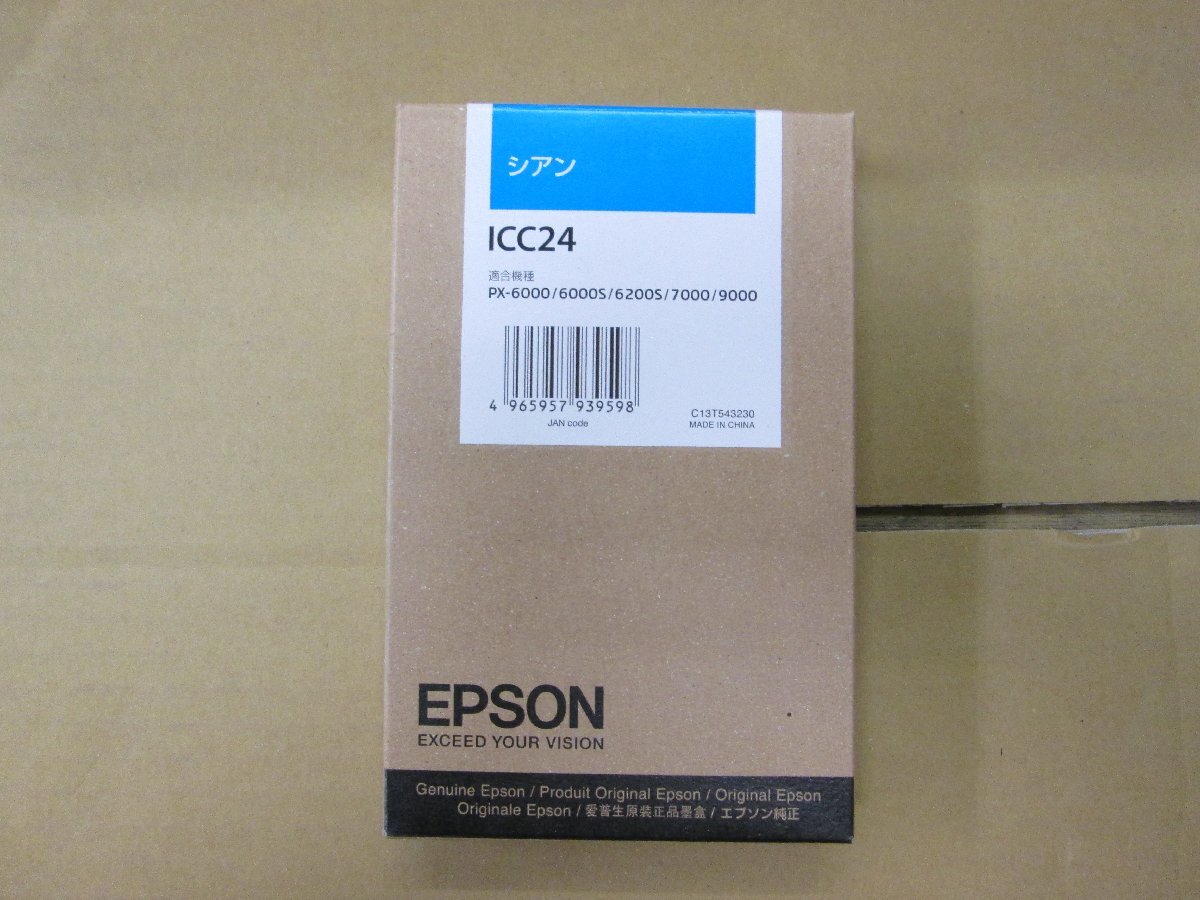 シアン
ICC24
適合機種
PX-6000/6000S/6200S/7000/9000
4 965957 939598
JAN code
C13T543230
MADE IN CHINA
EPSON
EXCEED YOUR VISION
Genuine Epson / Produit Original Epson / Original Epson
Originale Epson / 愛普生原裝正品墨盒 / エプソン純正